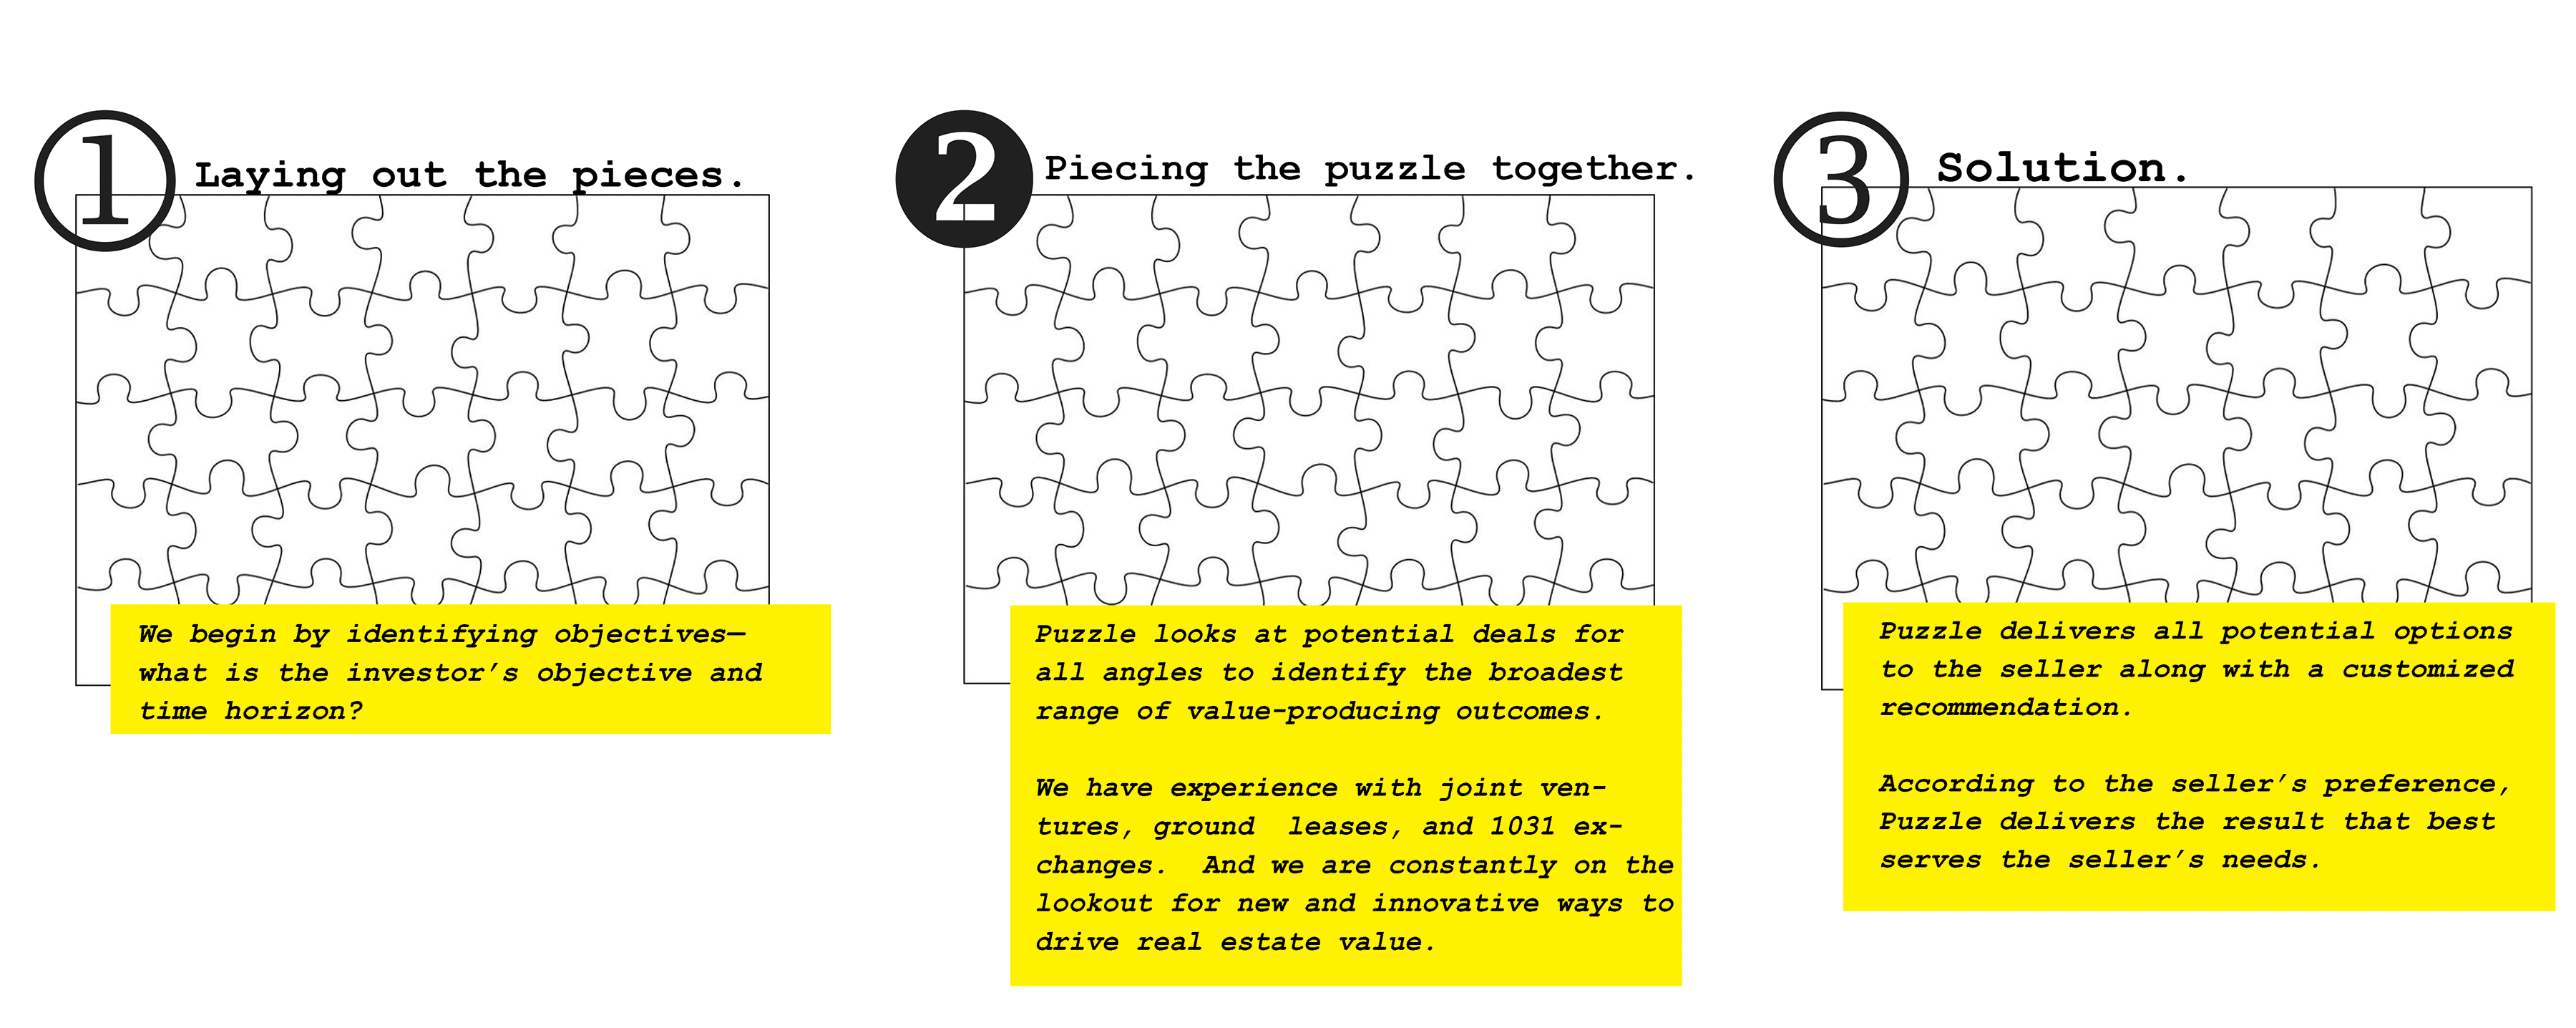 1
Laying out the pieces.
We begin by identifying objectives—
what is the investor’s objective and
time horizon?
2
Piecing the puzzle together.
Puzzle looks at potential deals for
all angles to identify the broadest
range of value-producing outcomes.
We have experience with joint ven-
tures, ground  leases, and 1031 ex-
changes.  And we are constantly on the
lookout for new and innovative ways to
drive real estate value.
3
Solution.
Puzzle delivers all potential options
to the seller along with a customized
recommendation.
According to the seller’s preference,
Puzzle delivers the result that best
serves the seller’s needs.